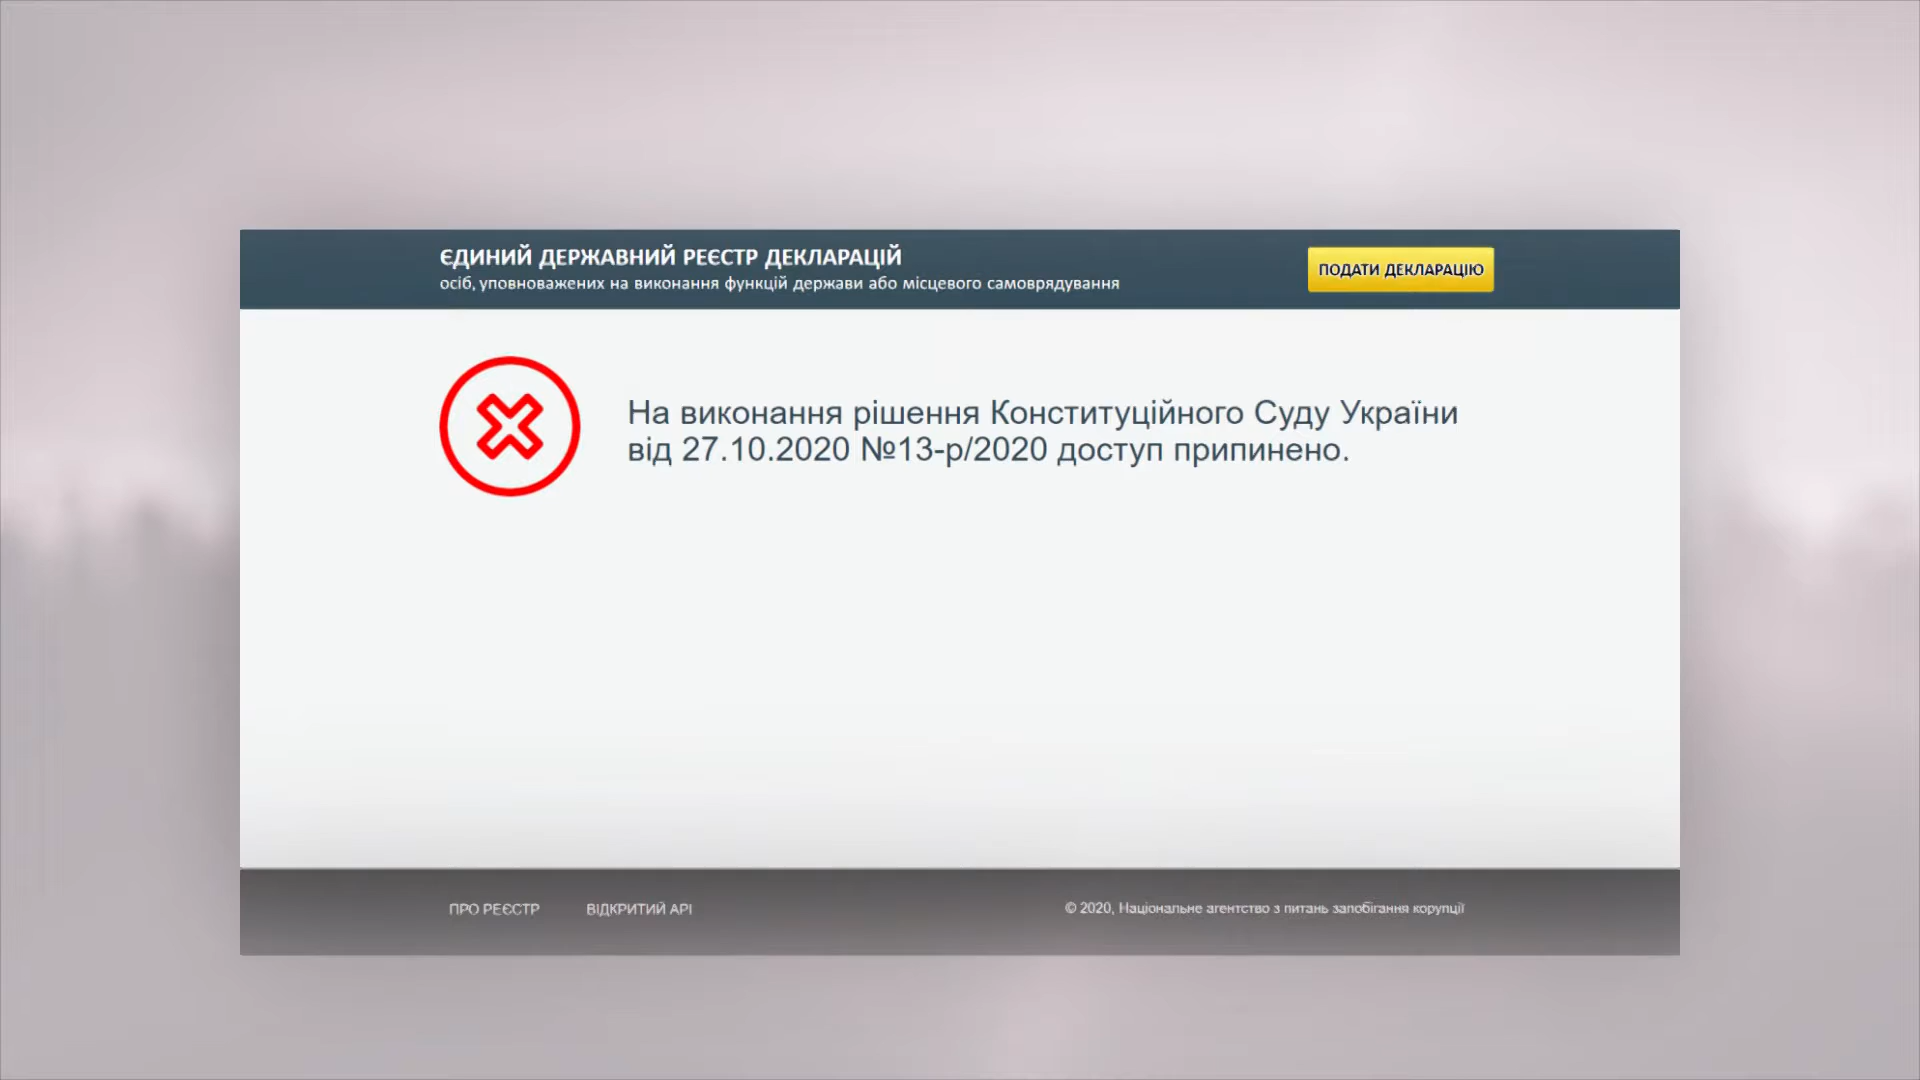 ЄДИНИЙ ДЕРЖАВНИЙ РЕЄСТР ДЕКЛАРАЦІЙ
осіб, уповноважених на виконання функцій держави або місцевого самоврядування
ПОДАТИ ДЕКЛАРАЦІЮ
На виконання рішення Конституційного Суду України
від 27.10.2020 №13-р/2020 доступ припинено.
ПРО РЕЄСТР
ВІДКРИТИЙ АРІ
© 2020, Національне агентство з питань запобігання корупції